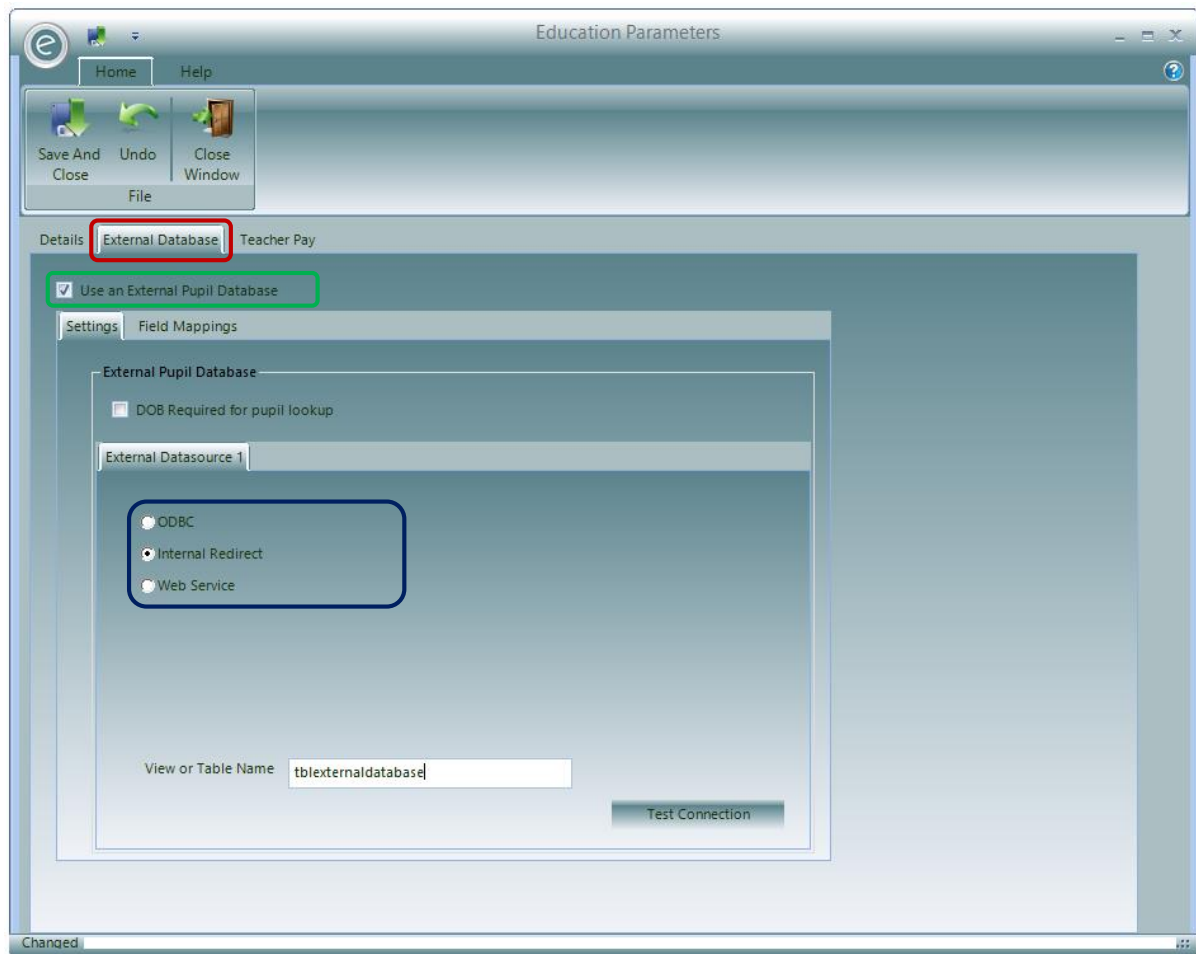 e
Education Parameters
Home Help
Save And Close
Undo
Close Window
File
Details External Database Teacher Pay
Use an External Pupil Database
Settings Field Mappings
External Pupil Database
DOB Required for pupil lookup
External Datasource 1
ODBC
Internal Redirect
Web Service
View or Table Name tblexternaldatabase
Test Connection
Changed